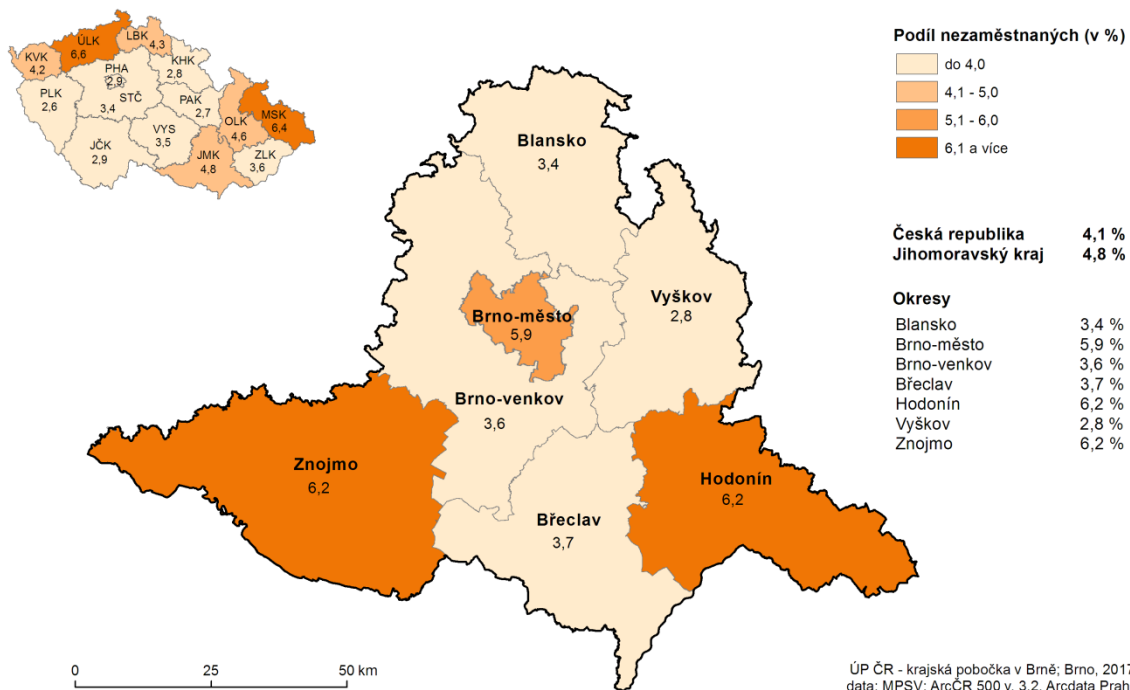 ÚLK
6,6
LBK
4,3
KVK
4,2
KHK
2,8
PHA
2,9
PLK
2,6
STČ
3,4
PAK
2,7
MSK
6,4
OLK
4,6
VYS
3,5
JČK
2,9
JMK
4,8
ZLK
3,6
Podíl nezaměstnaných (v %)
do 4,0
4,1 - 5,0
5,1 - 6,0
6,1 a více
Blansko
3,4
Vyškov
2,8
Brno-město
5,9
Brno-venkov
3,6
Znojmo
6,2
Hodonín
6,2
Břeclav
3,7
Česká republika 4,1 %
Jihomoravský kraj 4,8 %
Okresy
Blansko 3,4 %
Brno-město 5,9 %
Brno-venkov 3,6 %
Břeclav 3,7 %
Hodonín 6,2 %
Vyškov 2,8 %
Znojmo 6,2 %
0 25 50 km
ÚP ČR - krajská pobočka v Brně; Brno, 2017
data: MPSV; ArcČR 500 v. 3.2, Arcdata Prah